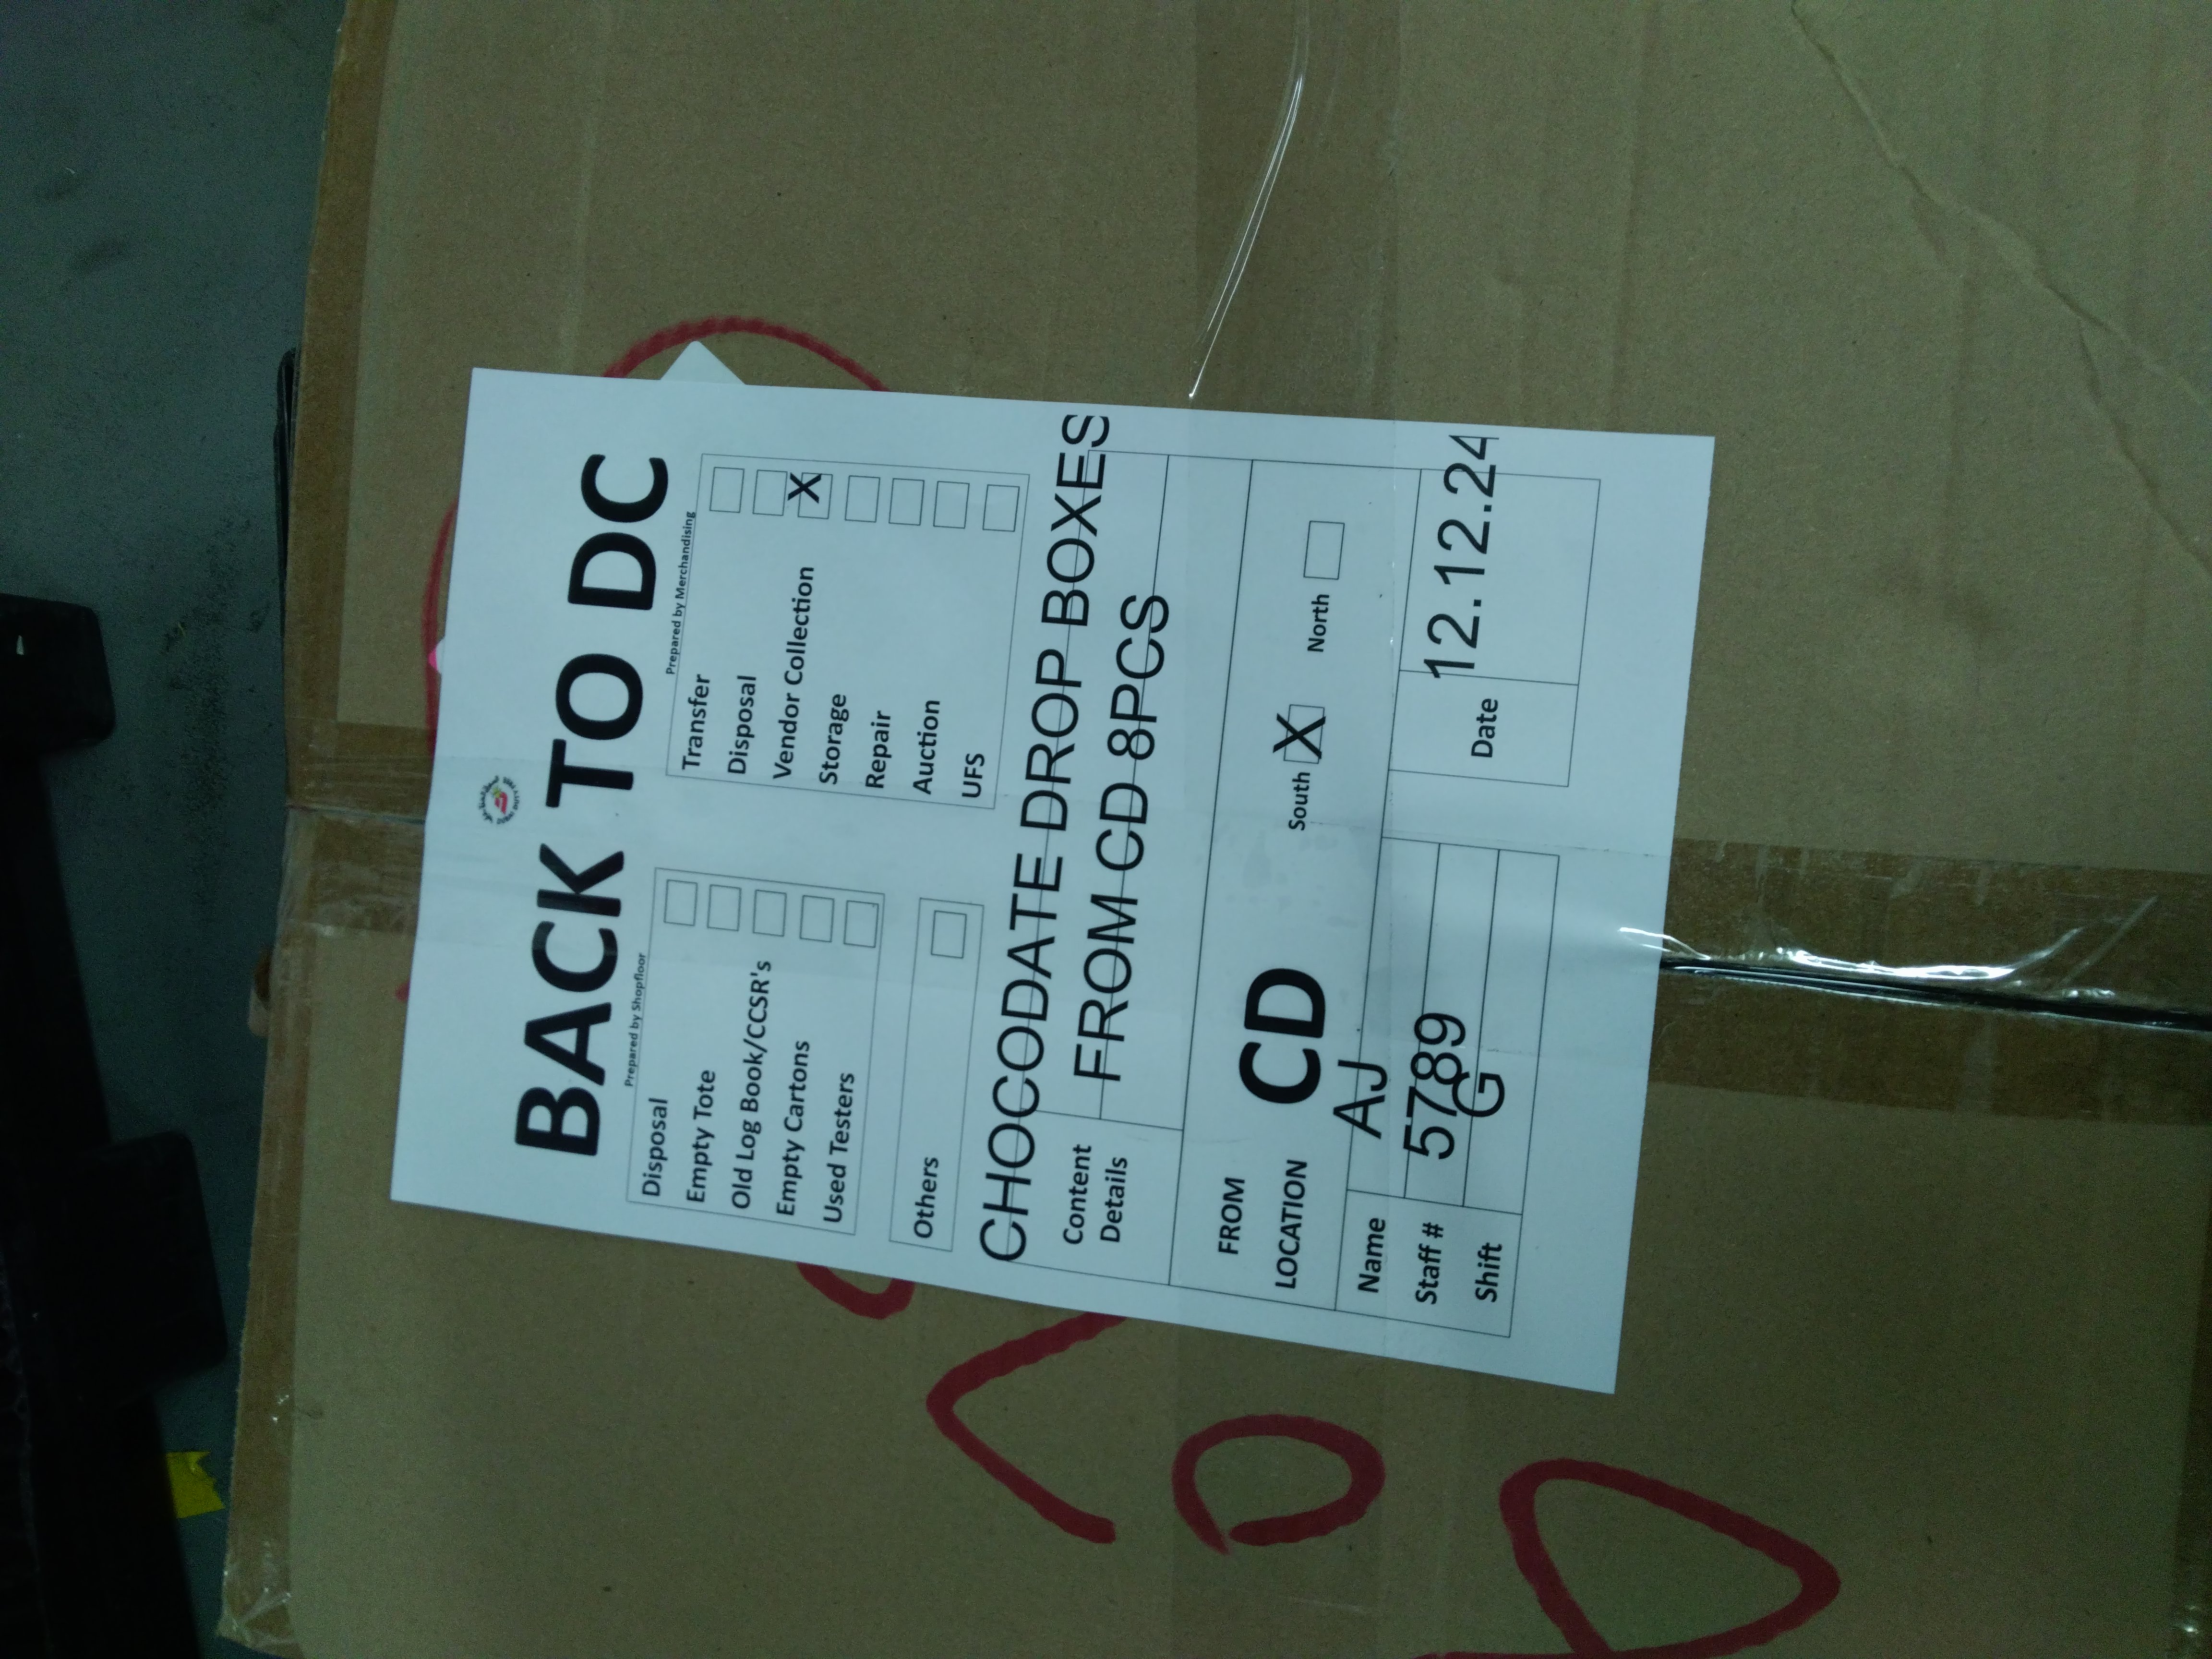 BACK TO DC
Prepared by Shopfloor
Disposal
Empty Tote
Old Log Book/CCSR's
Empty Cartons
Used Testers
Others
Prepared by Merchandising
Transfer
Disposal
Vendor Collection X
Storage
Repair
Auction
UFS
Content Details
CHOCODATE DROP BOXES
FROM CD 8PCS
FROM LOCATION CD South X North
Name AJ
Staff # 5789
Shift G
Date 12.12.24